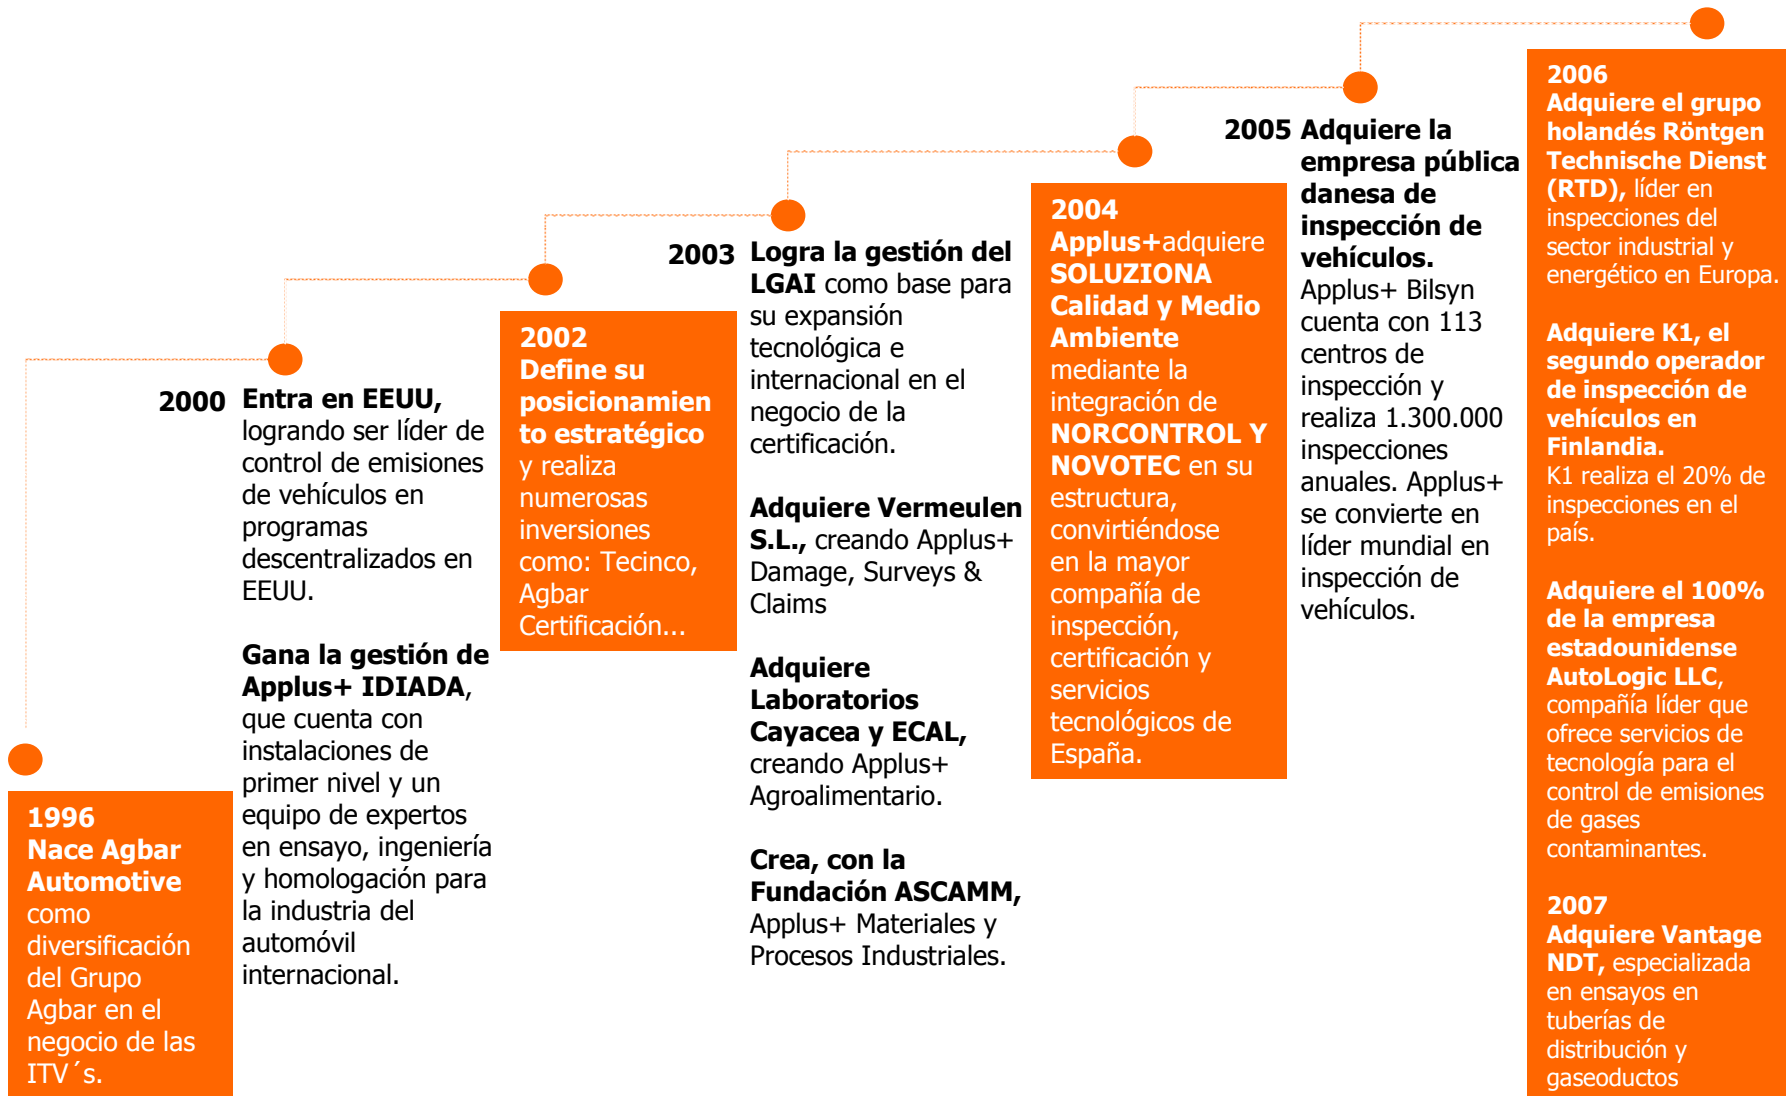 1996
Nace Agbar
Automotive
como
diversificación
del Grupo
Agbar en el
negocio de las
ITV´s.
2000 Entra en EEUU,
logrando ser líder de
control de emisiones
de vehículos en
programas
descentralizados en
EEUU.
Gana la gestión de
Applus+ IDIADA,
que cuenta con
instalaciones de
primer nivel y un
equipo de expertos
en ensayo, ingeniería
y homologación para
la industria del
automóvil
internacional.
2002
Define su
posicionamien
to estratégico
y realiza
numerosas
inversiones
como: Tecinco,
Agbar
Certificación...
2003 Logra la gestión del
LGAI como base para
su expansión
tecnológica e
internacional en el
negocio de la
certificación.
Adquiere Vermeulen
S.L., creando Applus+
Damage, Surveys &
Claims
Adquiere
Laboratorios
Cayacea y ECAL,
creando Applus+
Agroalimentario.
Crea, con la
Fundación ASCAMM,
Applus+ Materiales y
Procesos Industriales.
2004
Applus+adquiere
SOLUZIONA
Calidad y Medio
Ambiente
mediante la
integración de
NORCONTROL Y
NOVOTEC en su
estructura,
convirtiéndose
en la mayor
compañía de
inspección,
certificación y
servicios
tecnológicos de
España.
2005 Adquiere la
empresa pública
danesa de
inspección de
vehículos.
Applus+ Bilsyn
cuenta con 113
centros de
inspección y
realiza 1.300.000
inspecciones
anuales. Applus+
se convierte en
líder mundial en
inspección de
vehículos.
2006
Adquiere el grupo
holandés Röntgen
Technische Dienst
(RTD), líder en
inspecciones del
sector industrial y
energético en Europa.
Adquiere K1, el
segundo operador
de inspección de
vehículos en
Finlandia.
K1 realiza el 20% de
inspecciones en el
país.
Adquiere el 100%
de la empresa
estadounidense
AutoLogic LLC,
compañía líder que
ofrece servicios de
tecnología para el
control de emisiones
de gases
contaminantes.
2007
Adquiere Vantage
NDT, especializada
en ensayos en
tuberías de
distribución y
gaseoductos